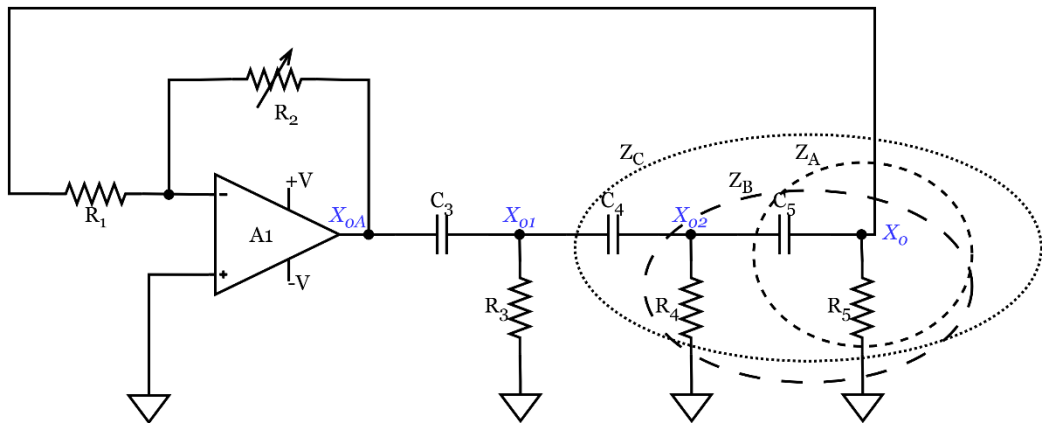 R2
ZC
ZA
ZB
R1
-
+V
XoA
C3
Xo1
C4
Xo2
C5
Xo
A1
+
-V
R3
R4
R5